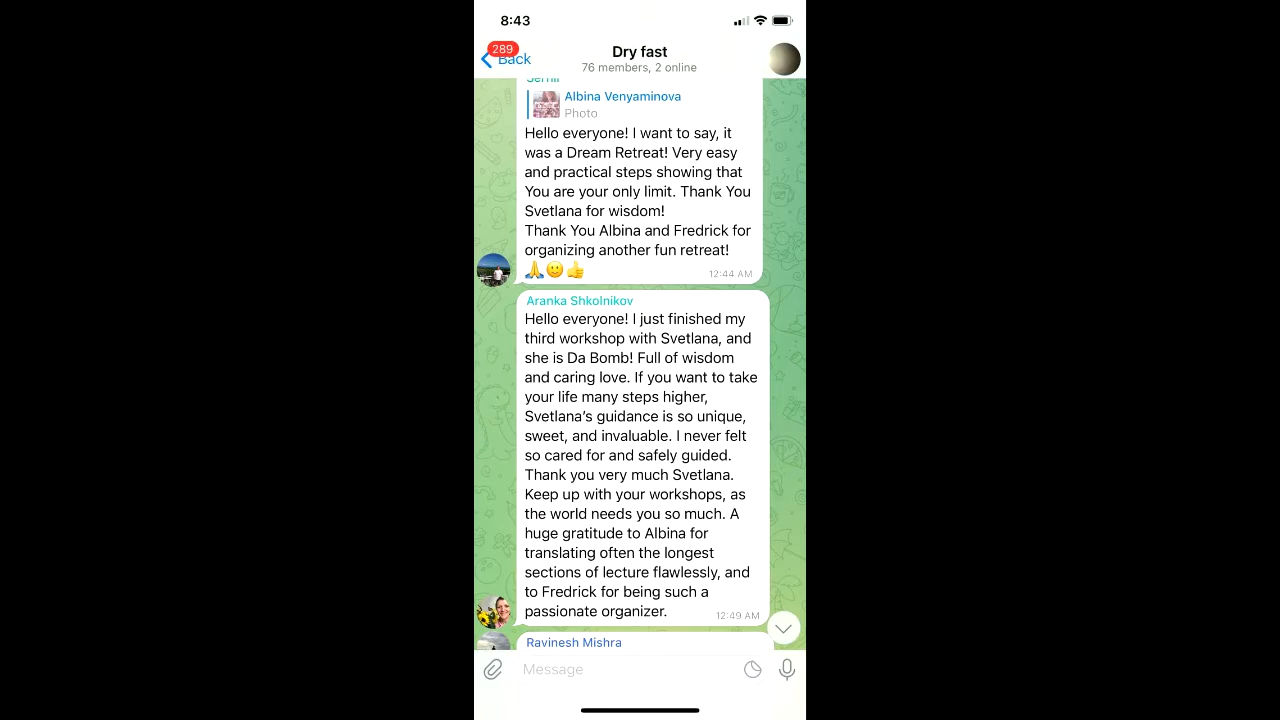 8:43
289
Back
Dry fast
76 members, 2 online
Albina Venyaminova
Photo
Hello everyone! I want to say, it
was a Dream Retreat! Very easy
and practical steps showing that
You are your only limit. Thank You
Svetlana for wisdom!
Thank You Albina and Fredrick for
organizing another fun retreat!
🙏🙂👍
12:44 AM
Aranka Shkolnikov
Hello everyone! I just finished my
third workshop with Svetlana, and
she is Da Bomb! Full of wisdom
and caring love. If you want to take
your life many steps higher,
Svetlana’s guidance is so unique,
sweet, and invaluable. I never felt
so cared for and safely guided.
Thank you very much Svetlana.
Keep up with your workshops, as
the world needs you so much. A
huge gratitude to Albina for
translating often the longest
sections of lecture flawlessly, and
to Fredrick for being such a
passionate organizer.
12:49 AM
Ravinesh Mishra
Message